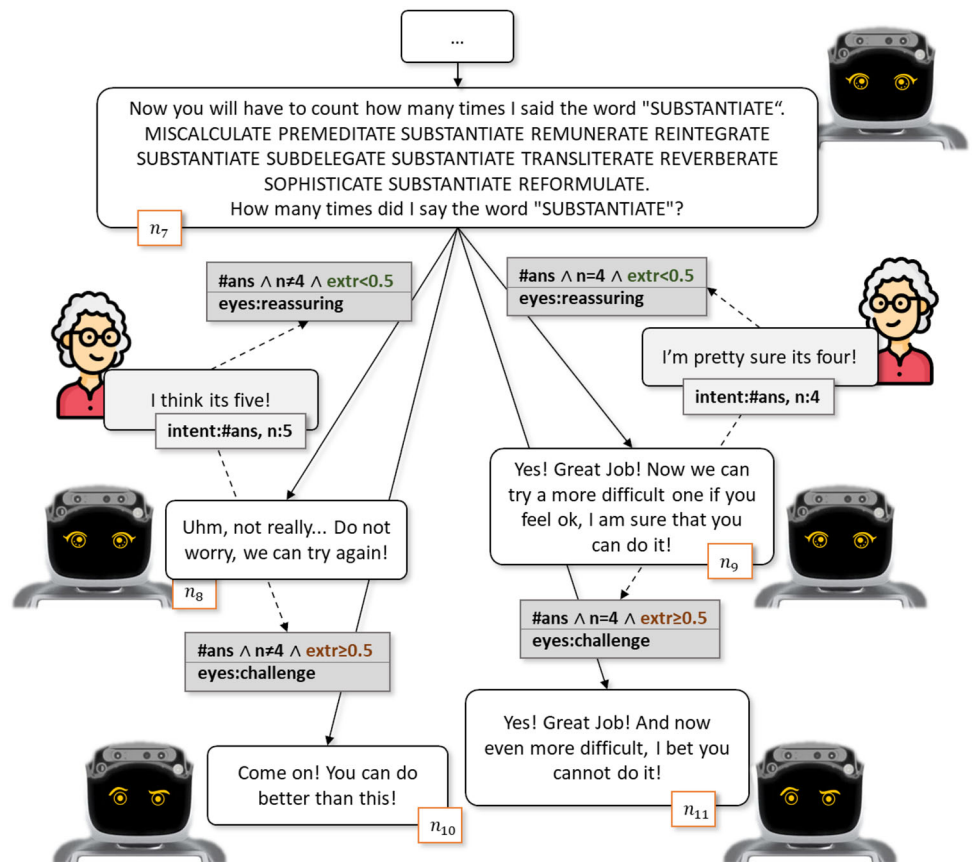 ...
Now you will have to count how many times I said the word "SUBSTANTIATE“.
MISCALCULATE PREMEDITATE SUBSTANTIATE REMUNERATE REINTEGRATE
SUBSTANTIATE SUBDELEGATE SUBSTANTIATE TRANSLITERATE REVERBERATE
SOPHISTICATE SUBSTANTIATE REFORMULATE.
How many times did I say the word "SUBSTANTIATE"?
n₇
#ans ∧ n≠4 ∧ extr<0.5
eyes:reassuring
#ans ∧ n=4 ∧ extr<0.5
eyes:reassuring
I think its five!
intent:#ans, n:5
I’m pretty sure its four!
intent:#ans, n:4
Uhm, not really... Do not
worry, we can try again!
n₈
Yes! Great Job! Now we can
try a more difficult one if you
feel ok, I am sure that you
can do it!
n₉
#ans ∧ n≠4 ∧ extr≥0.5
eyes:challenge
#ans ∧ n=4 ∧ extr≥0.5
eyes:challenge
Come on! You can do
better than this!
n₁₀
Yes! Great Job! And now
even more difficult, I bet you
cannot do it!
n₁₁